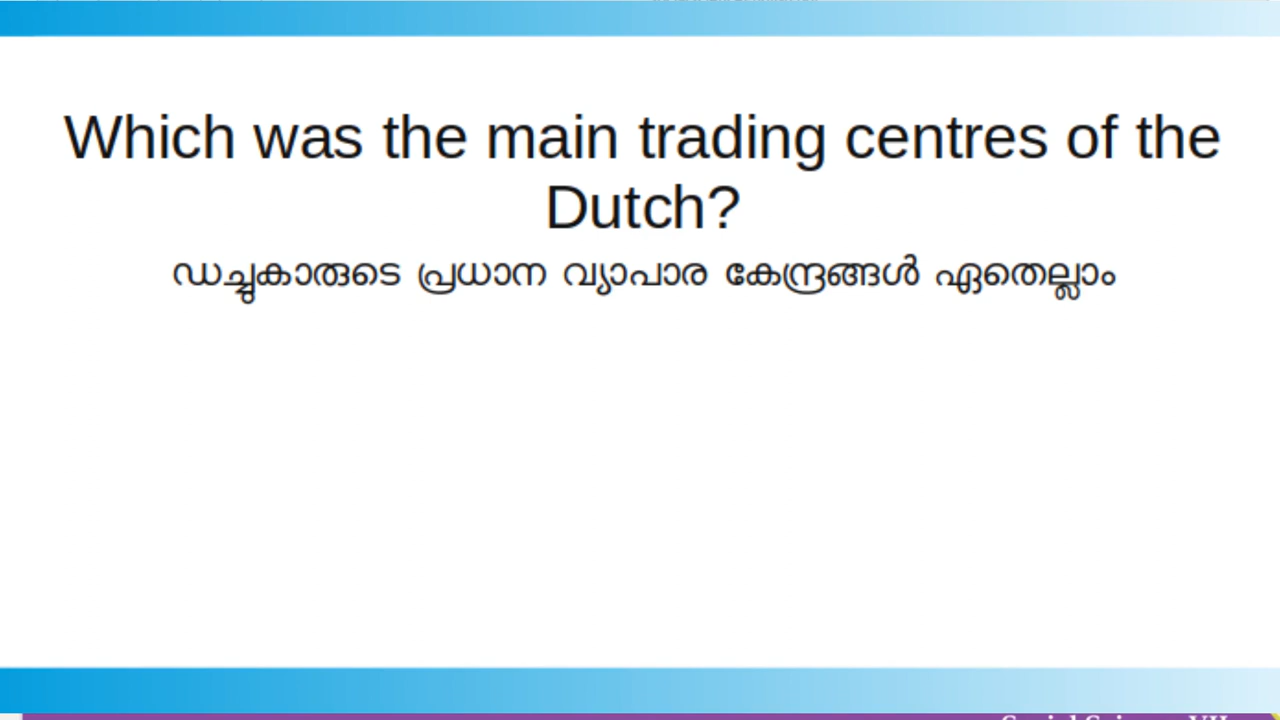 Which was the main trading centres of the
Dutch?
ഡച്ചുകാരുടെ പ്രധാന വ്യാപാര കേന്ദ്രങ്ങൾ ഏതെല്ലാം